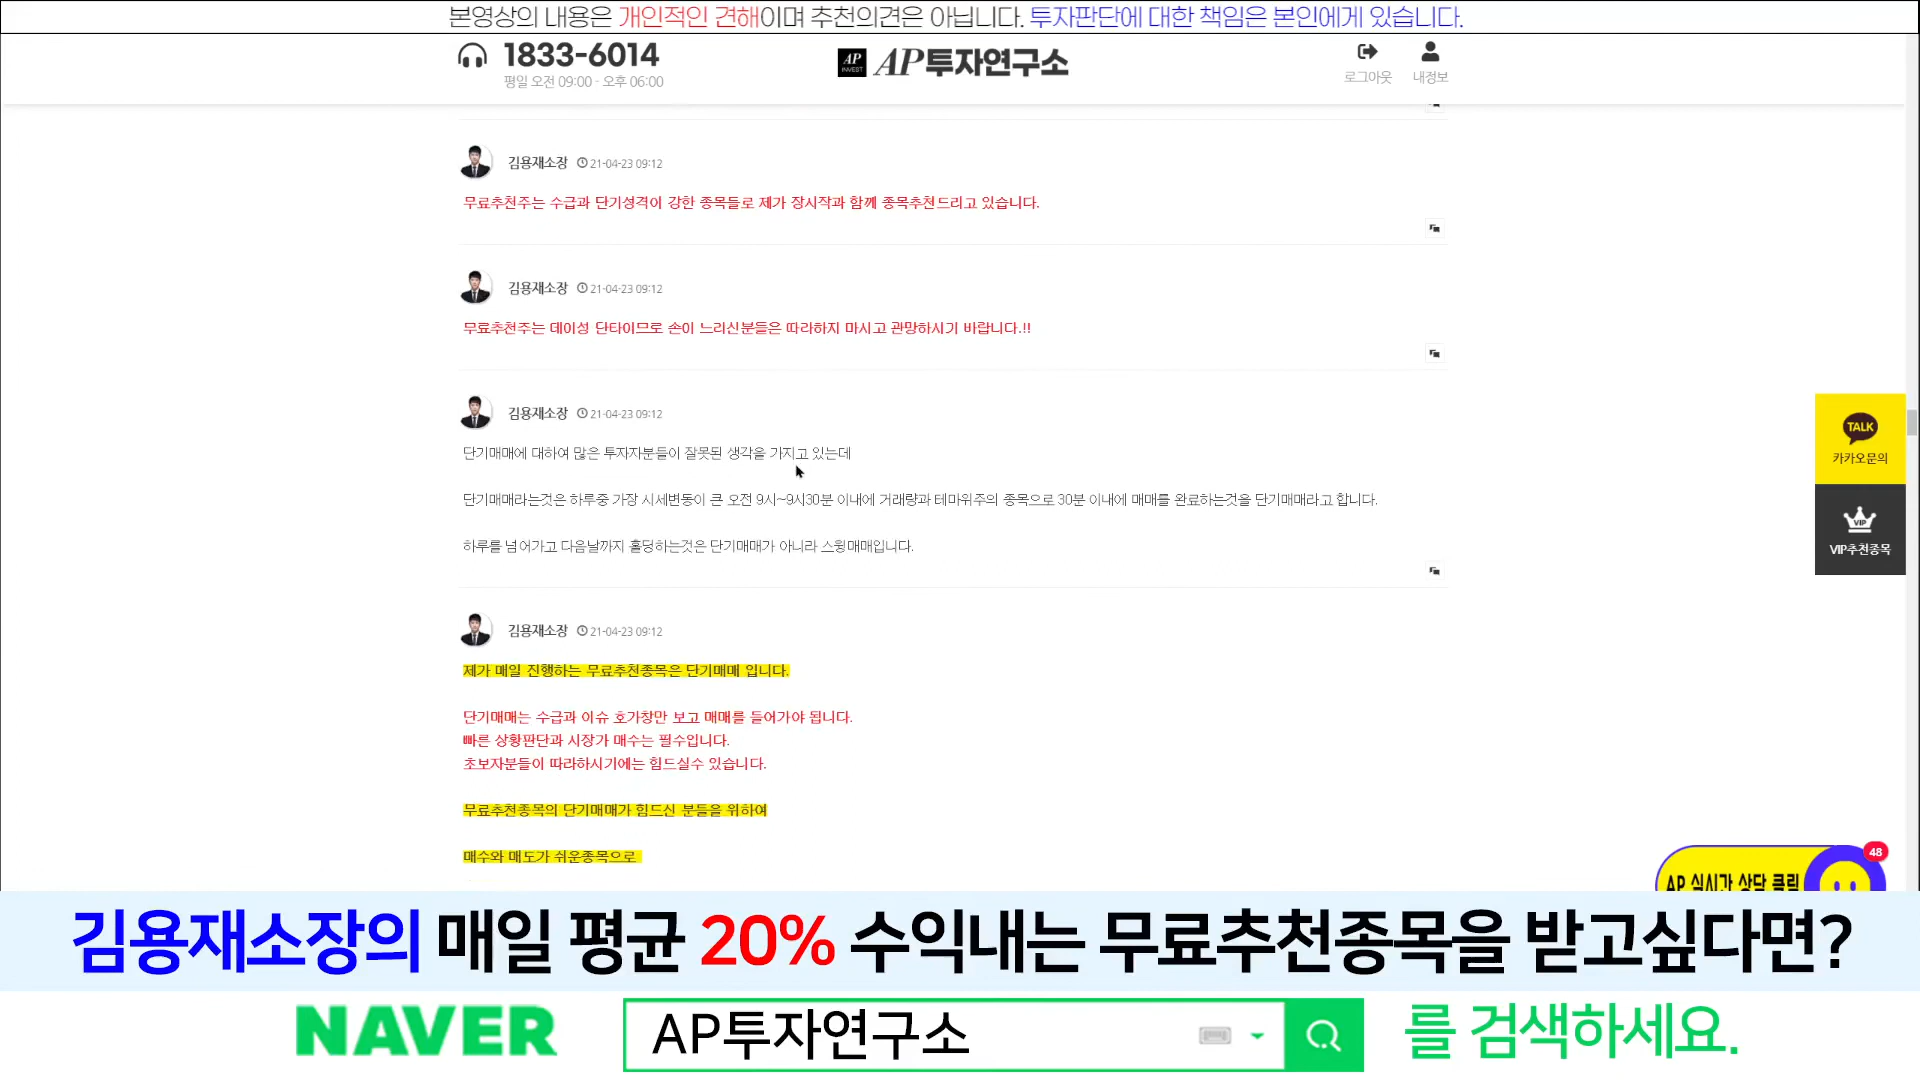 본영상의 내용은 개인적인 견해이며 추천의견은 아닙니다. 투자판단에 대한 책임은 본인에게 있습니다.
1833-6014
평일 오전 09:00 - 오후 06:00
AP INVEST AP투자연구소
로그아웃 내정보
김용재소장 21-04-23 09:12
무료추천주는 수급과 단기성격이 강한 종목들로 제가 장시작과 함께 종목추천드리고 있습니다.
김용재소장 21-04-23 09:12
무료추천주는 데이성 단타이므로 손이 느리신분들은 따라하지 마시고 관망하시기 바랍니다.!!
김용재소장 21-04-23 09:12
단기매매에 대하여 많은 투자자분들이 잘못된 생각을 가지고 있는데
단기매매라는것은 하루중 가장 시세변동이 큰 오전 9시~9시30분 이내에 거래량과 테마위주의 종목으로 30분 이내에 매매를 완료하는것을 단기매매라고 합니다.
하루를 넘어가고 다음날까지 홀딩하는것은 단기매매가 아니라 스윙매매입니다.
김용재소장 21-04-23 09:12
제가 매일 진행하는 무료추천종목은 단기매매 입니다.
단기매매는 수급과 이슈 호가창만 보고 매매를 들어가야 됩니다.
빠른 상황판단과 시장가 매수는 필수입니다.
초보자분들이 따라하시기에는 힘드실수 있습니다.
무료추천종목의 단기매매가 힘드신 분들을 위하여
매수와 매도가 쉬운종목으로
TALK
카카오문의
VIP
VIP추천종목
48
AP 실시간 상담 클릭
김용재소장의 매일 평균 20% 수익내는 무료추천종목을 받고싶다면?
NAVER AP투자연구소 를 검색하세요.